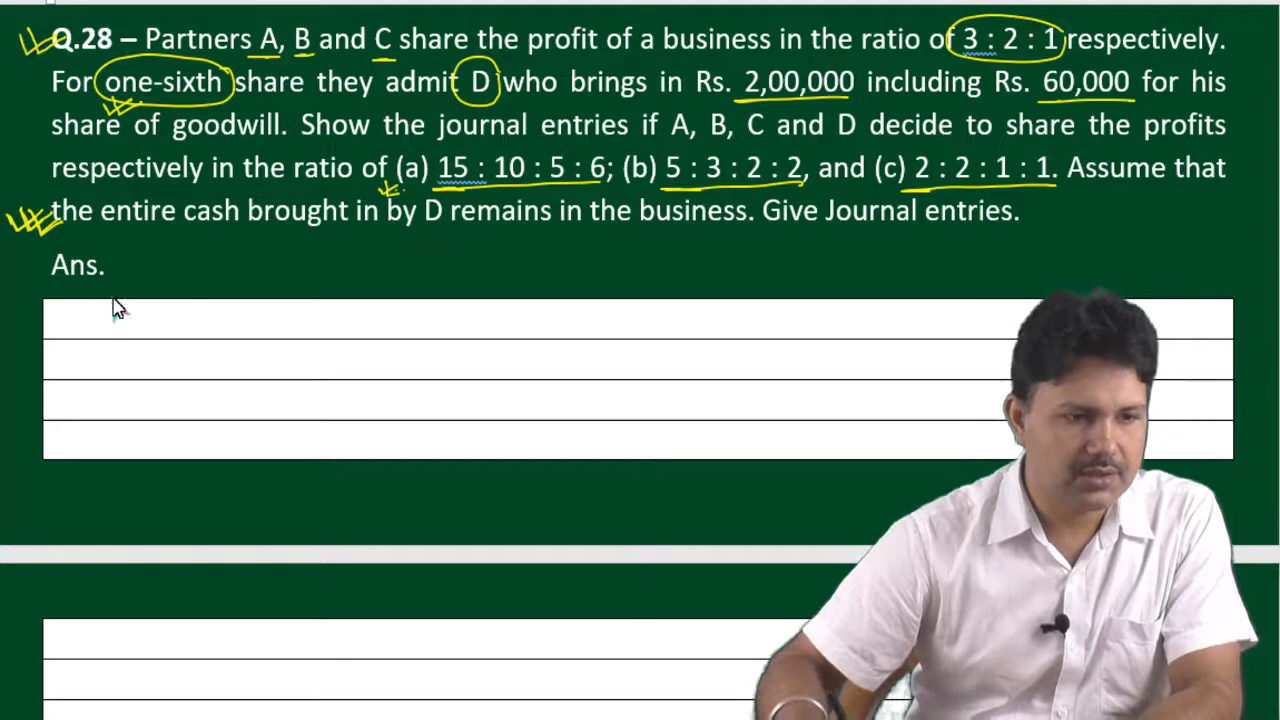 Q.28 – Partners A, B and C share the profit of a business in the ratio of 3 : 2 : 1 respectively.
For one-sixth share they admit D who brings in Rs. 2,00,000 including Rs. 60,000 for his
share of goodwill. Show the journal entries if A, B, C and D decide to share the profits
respectively in the ratio of (a) 15 : 10 : 5 : 6; (b) 5 : 3 : 2 : 2, and (c) 2 : 2 : 1 : 1. Assume that
the entire cash brought in by D remains in the business. Give Journal entries.
Ans.